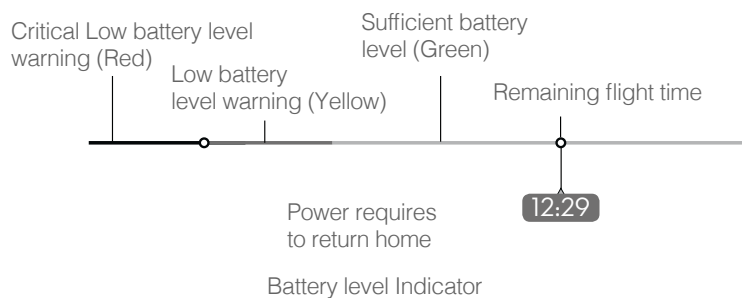 Critical Low battery level
warning (Red)
Low battery
level warning (Yellow)
Sufficient battery
level (Green)
Remaining flight time
12:29
Power requires
to return home
Battery level Indicator